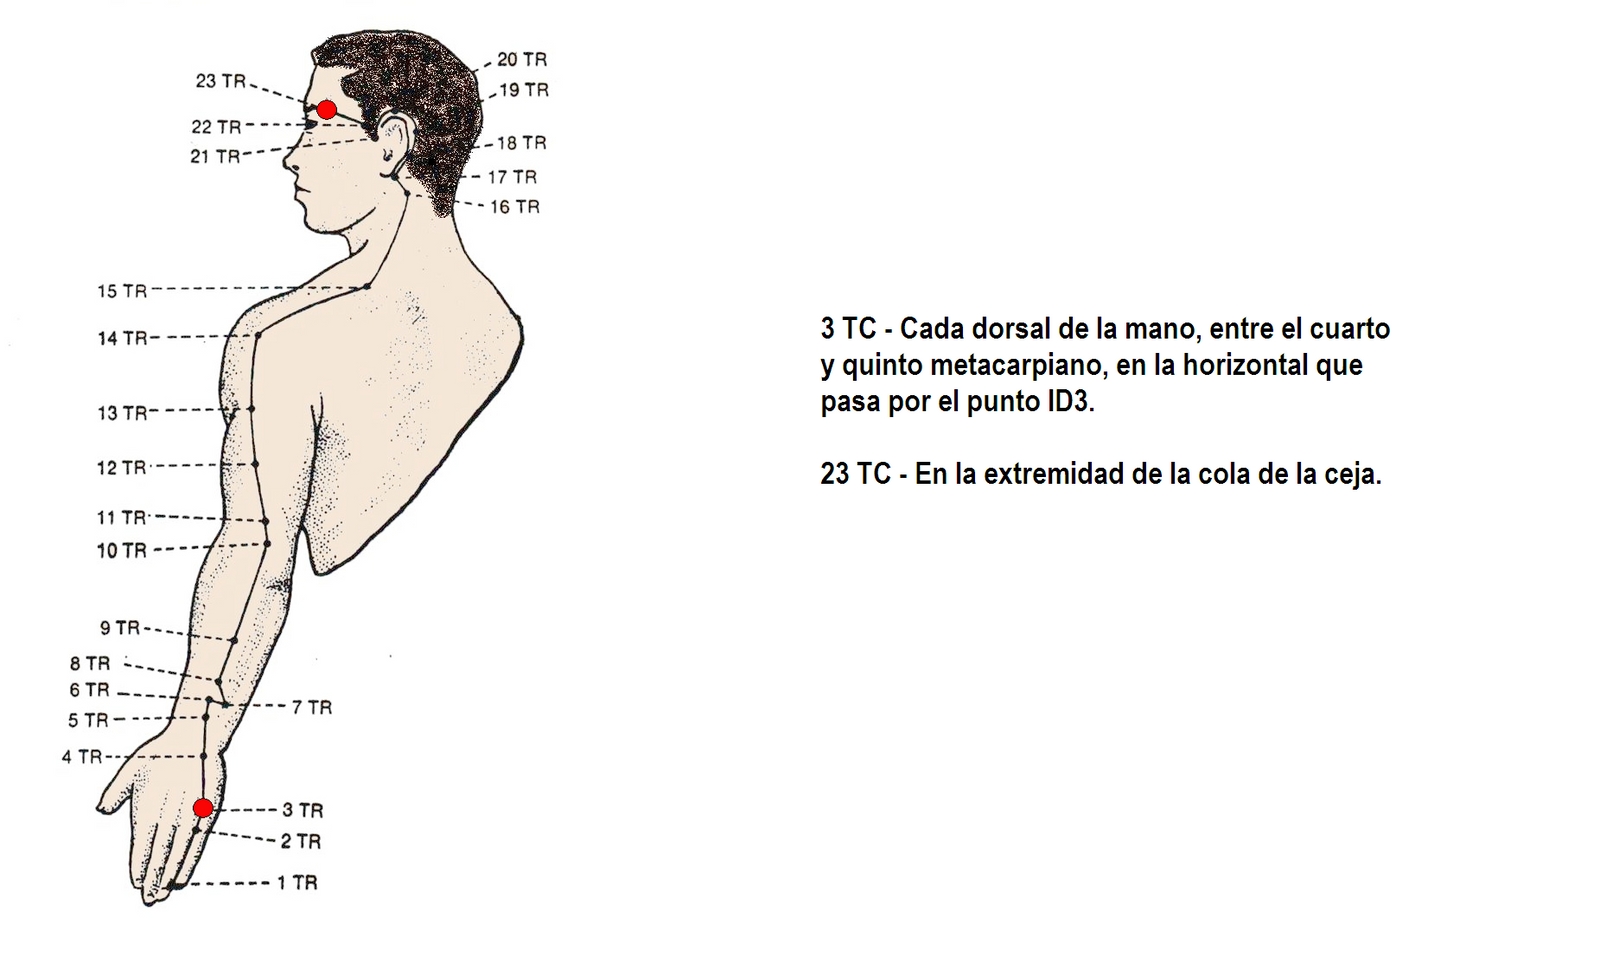 20 TR
23 TR
19 TR
22 TR
18 TR
21 TR
17 TR
16 TR
15 TR
14 TR
13 TR
12 TR
11 TR
10 TR
9 TR
8 TR
6 TR
7 TR
5 TR
4 TR
3 TR
2 TR
1 TR
3 TC - Cada dorsal de la mano, entre el cuarto
y quinto metacarpiano, en la horizontal que
pasa por el punto ID3.
23 TC - En la extremidad de la cola de la ceja.